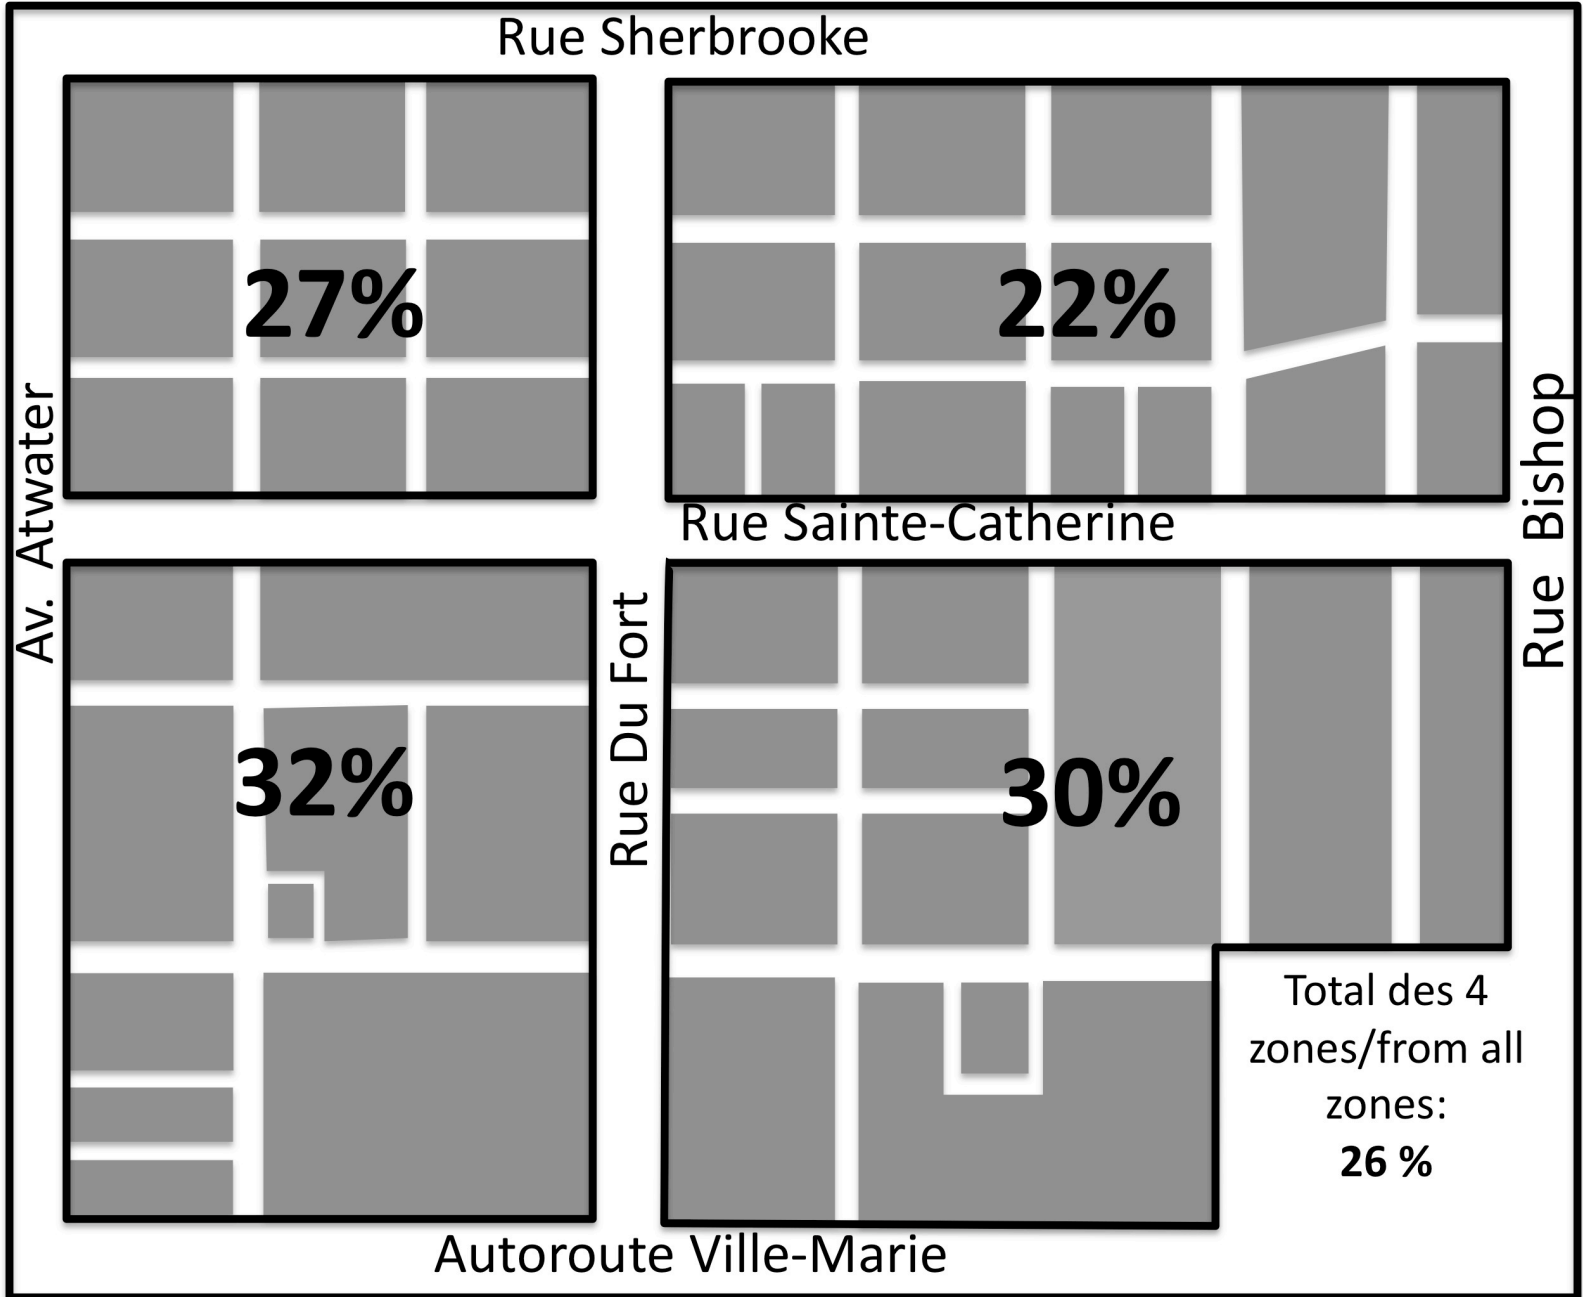 Rue Sherbrooke
27%
22%
Av. Atwater
Rue Bishop
Rue Sainte-Catherine
Rue Du Fort
32%
30%
Total des 4
zones/from all
zones:
26 %
Autoroute Ville-Marie